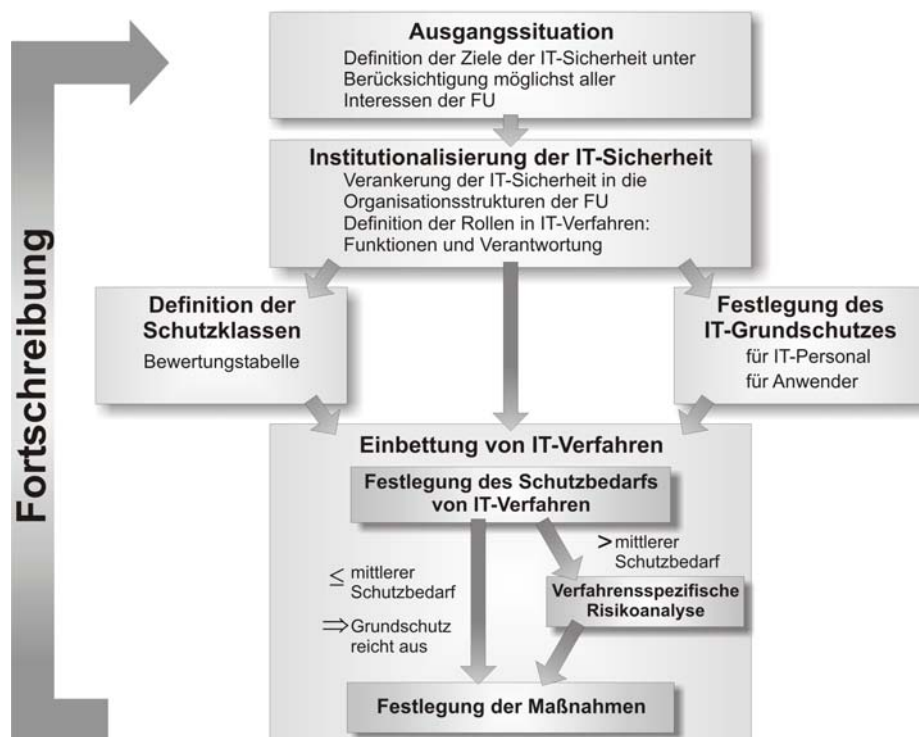 Ausgangssituation
Definition der Ziele der IT-Sicherheit unter
Berücksichtigung möglichst aller
Interessen der FU
Institutionalisierung der IT-Sicherheit
Verankerung der IT-Sicherheit in die
Organisationsstrukturen der FU
Definition der Rollen in IT-Verfahren:
Funktionen und Verantwortung
Fortschreibung
Definition der
Schutzklassen
Bewertungstabelle
Festlegung des
IT-Grundschutzes
für IT-Personal
für Anwender
Einbettung von IT-Verfahren
Festlegung des Schutzbedarfs
von IT-Verfahren
≤ mittlerer
Schutzbedarf
⇒ Grundschutz
reicht aus
> mittlerer
Schutzbedarf
Verfahrensspezifische
Risikoanalyse
Festlegung der Maßnahmen